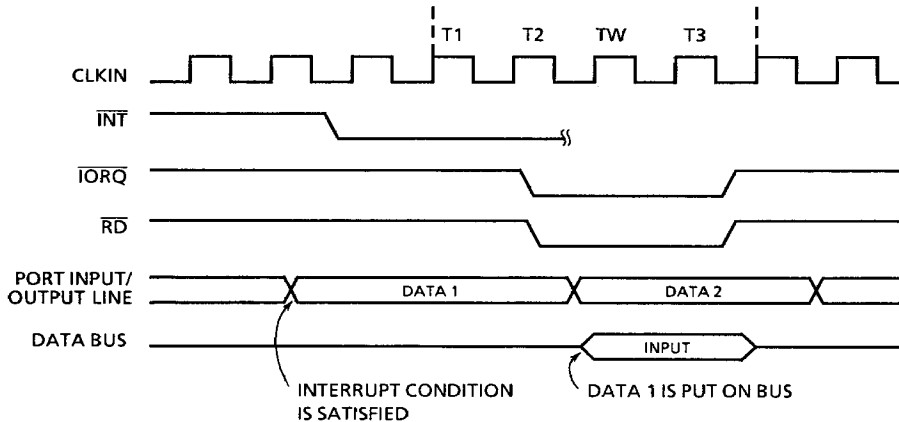 T1 T2 TW T3
CLKIN
INT
IORQ
RD
PORT INPUT/
OUTPUT LINE
DATA 1 DATA 2
DATA BUS
INPUT
INTERRUPT CONDITION
IS SATISFIED
DATA 1 IS PUT ON BUS